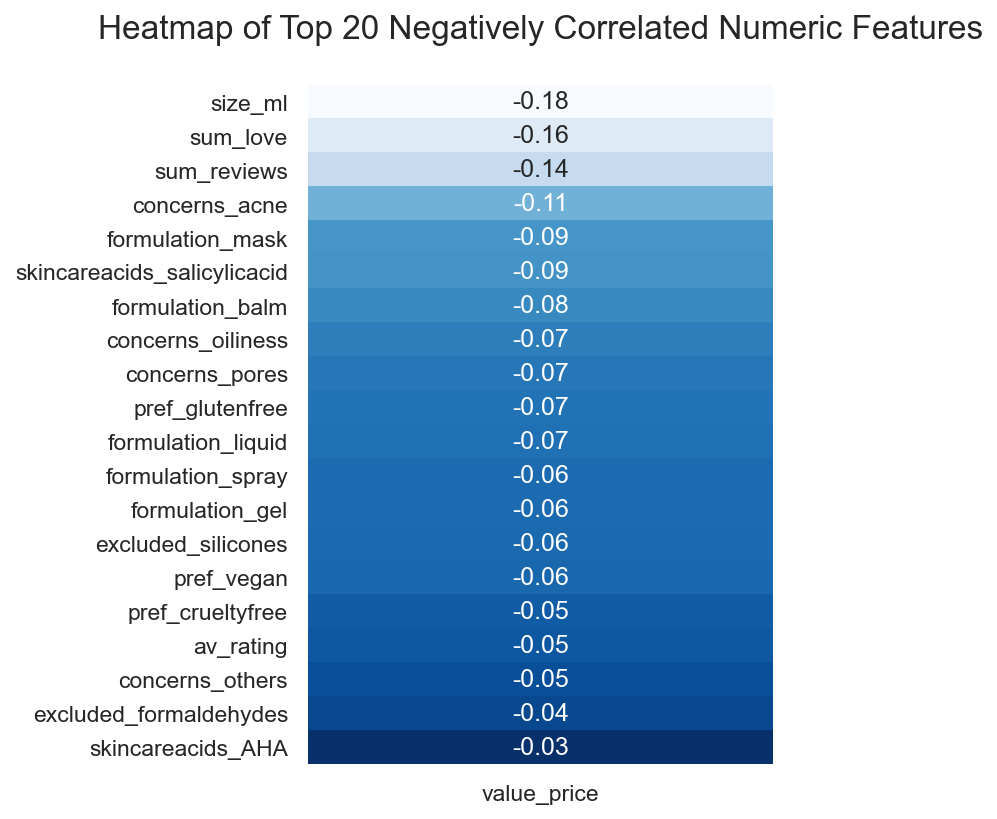 Heatmap of Top 20 Negatively Correlated Numeric Features
size_ml -0.18
sum_love -0.16
sum_reviews -0.14
concerns_acne -0.11
formulation_mask -0.09
skincareacids_salicylicacid -0.09
formulation_balm -0.08
concerns_oiliness -0.07
concerns_pores -0.07
pref_glutenfree -0.07
formulation_liquid -0.07
formulation_spray -0.06
formulation_gel -0.06
excluded_silicones -0.06
pref_vegan -0.06
pref_crueltyfree -0.05
av_rating -0.05
concerns_others -0.05
excluded_formaldehydes -0.04
skincareacids_AHA -0.03
value_price